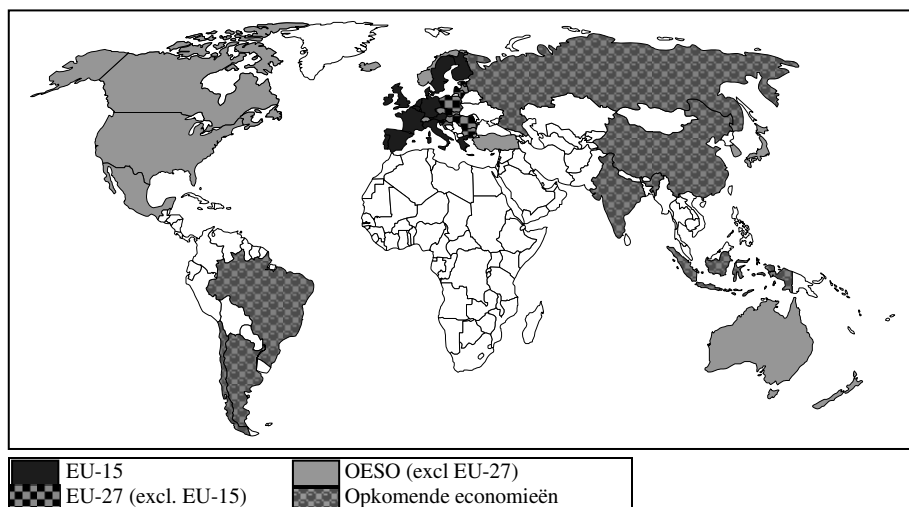 EU-15
OESO (excl EU-27)
EU-27 (excl. EU-15)
Opkomende economieën